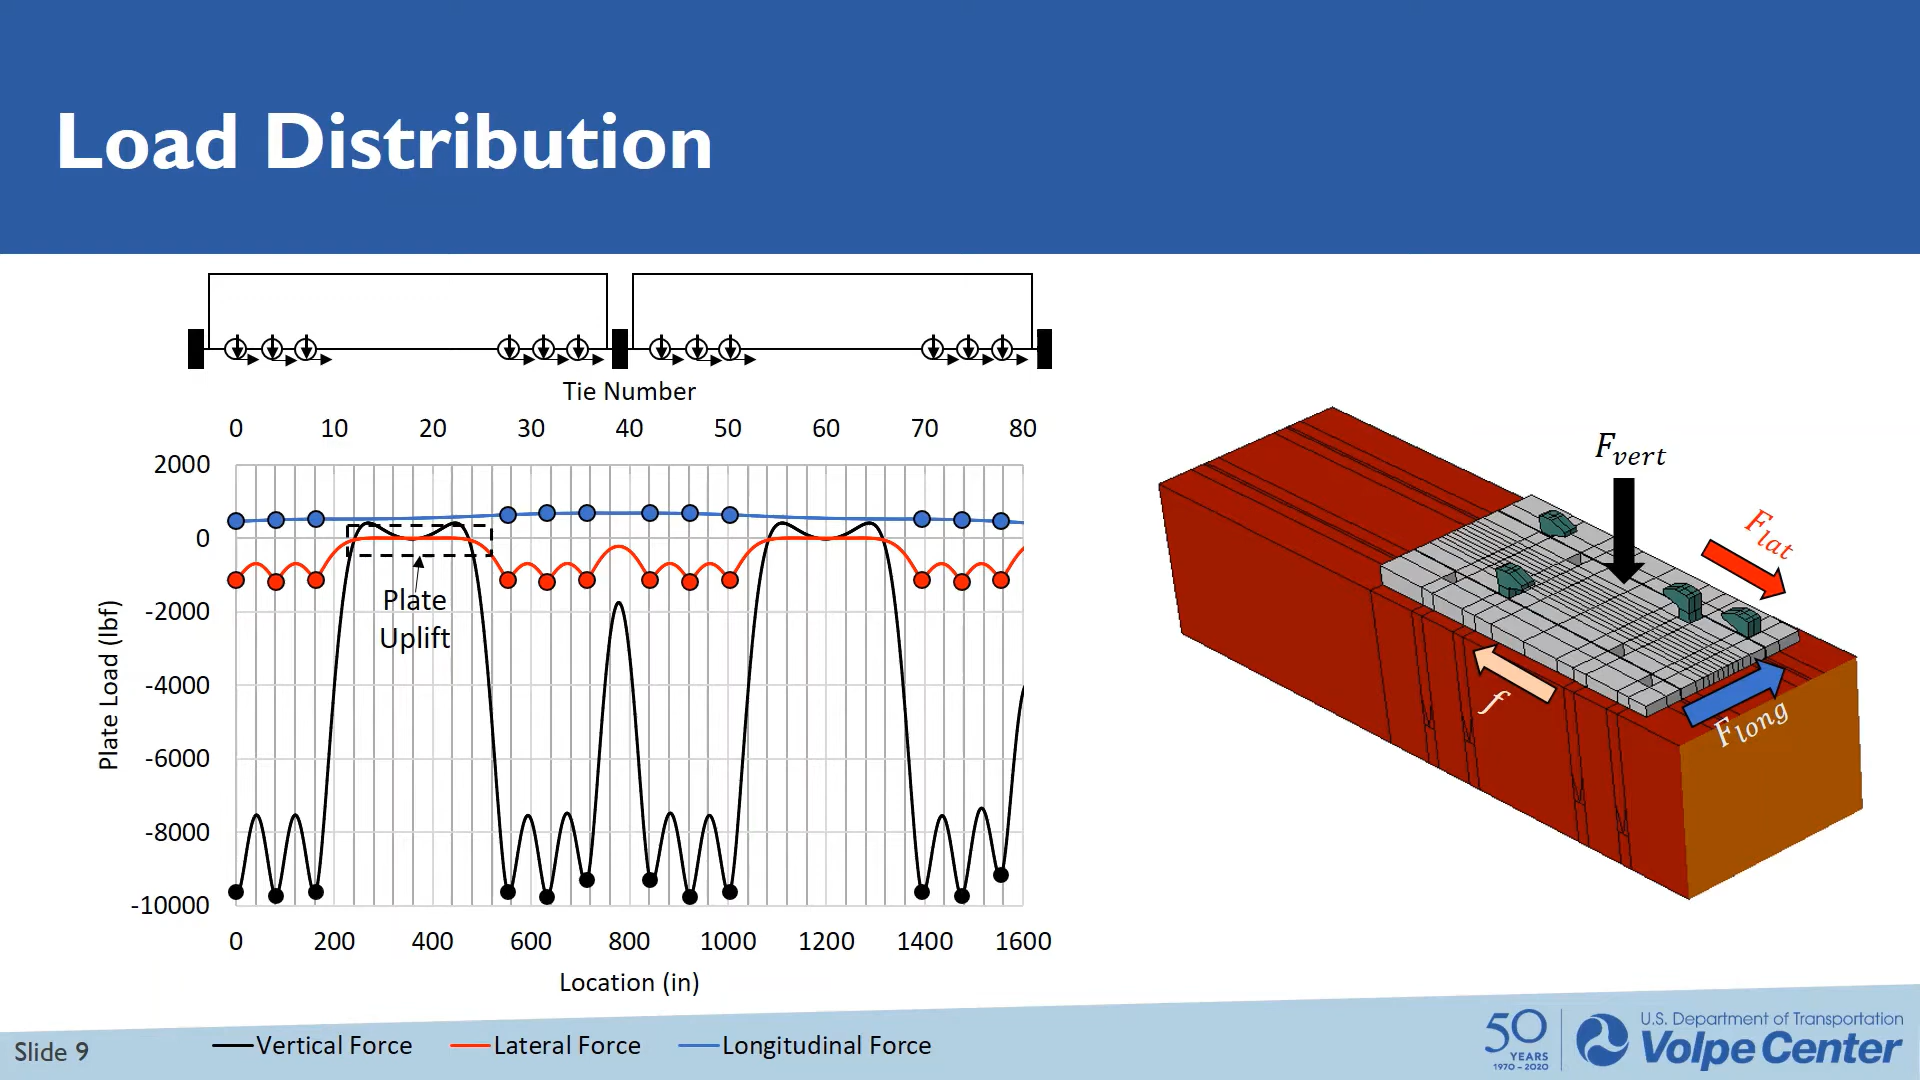 Load Distribution
Tie Number
0 10 20 30 40 50 60 70 80
2000
0
-2000
-4000
-6000
-8000
-10000
Plate Load (lbf)
Plate
Uplift
0 200 400 600 800 1000 1200 1400 1600
Location (in)
Vertical Force Lateral Force Longitudinal Force
F_vert
F_lat
f
F_long
Slide 9
50
YEARS
1970 – 2020
U.S. Department of Transportation
Volpe Center